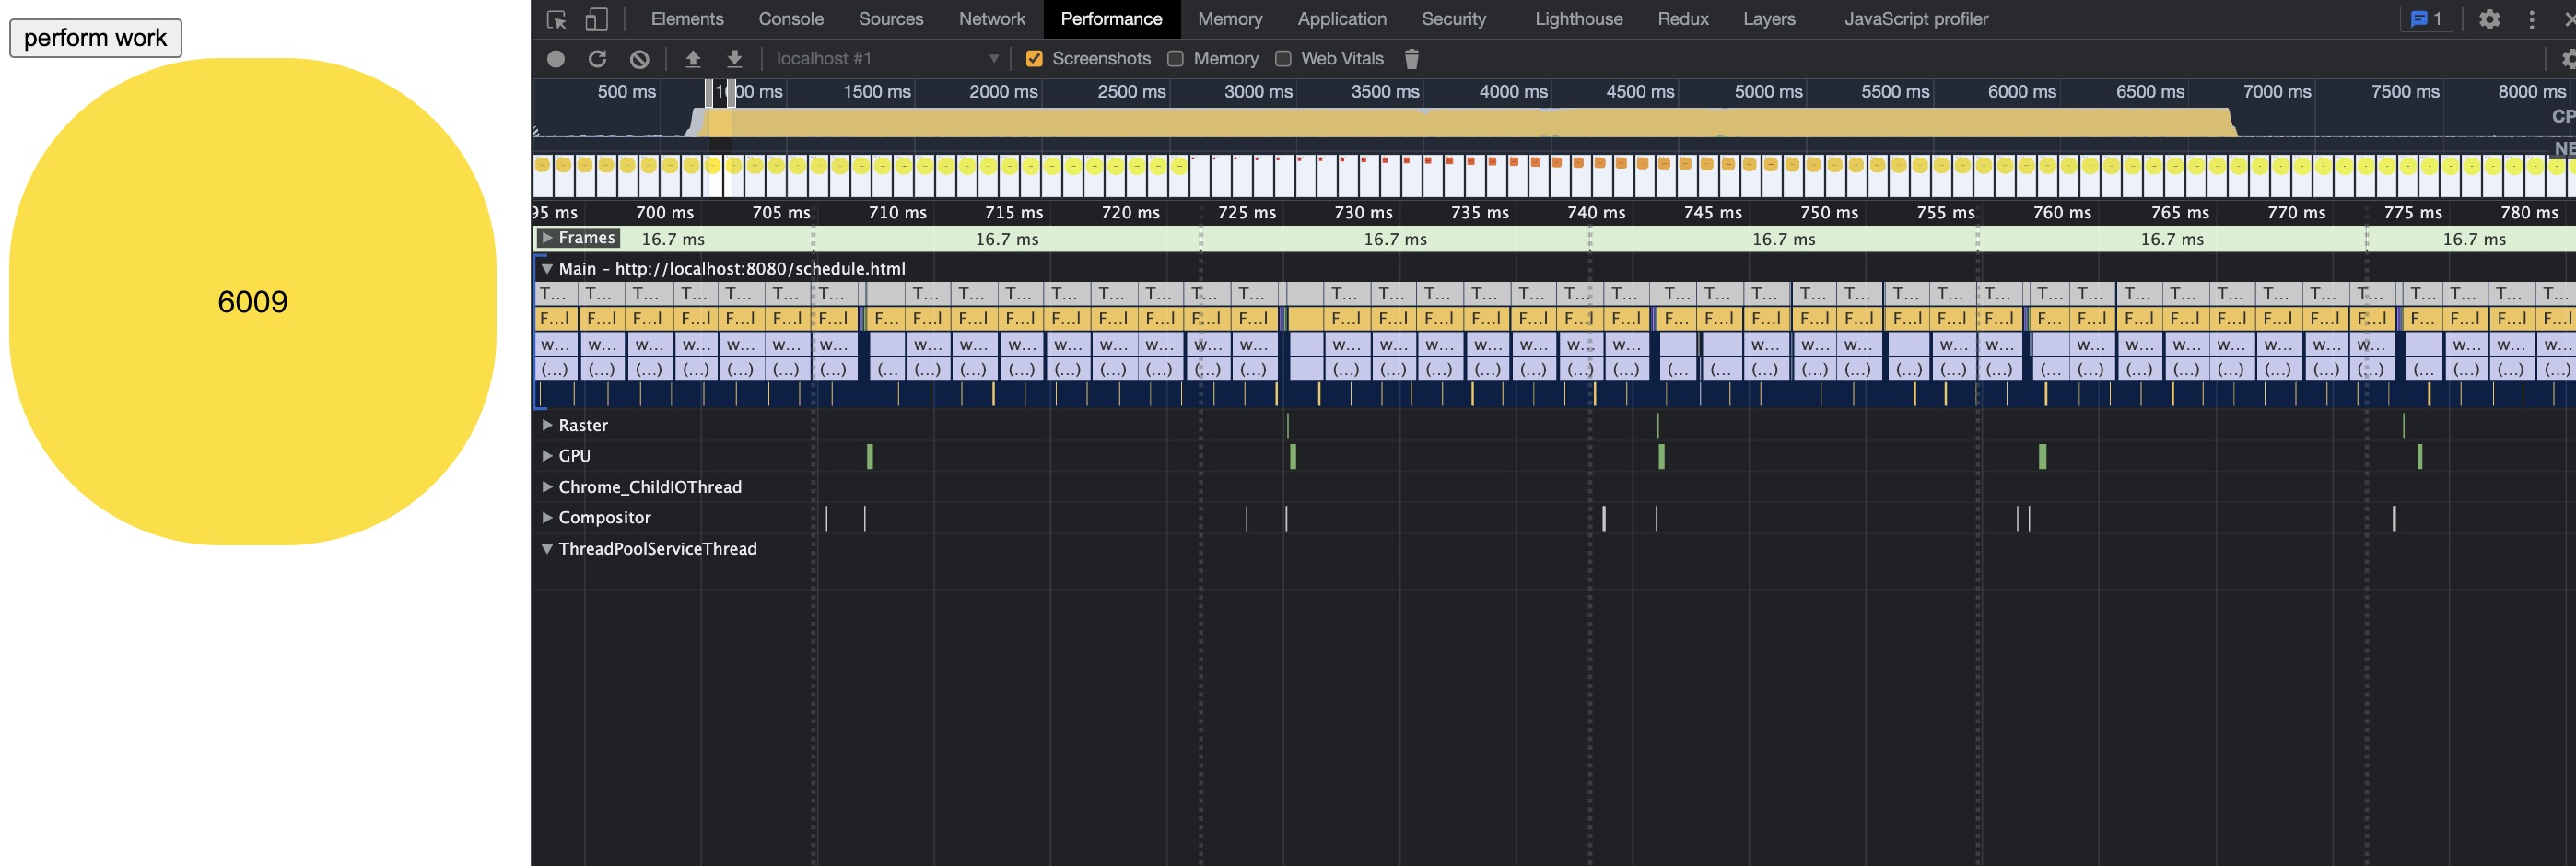 perform work
6009
Elements Console Sources Network Performance Memory Application Security Lighthouse Redux Layers JavaScript profiler 1
localhost #1 Screenshots Memory Web Vitals
500 ms 1000 ms 1500 ms 2000 ms 2500 ms 3000 ms 3500 ms 4000 ms 4500 ms 5000 ms 5500 ms 6000 ms 6500 ms 7000 ms 7500 ms 8000 ms
CP
NE
95 ms 700 ms 705 ms 710 ms 715 ms 720 ms 725 ms 730 ms 735 ms 740 ms 745 ms 750 ms 755 ms 760 ms 765 ms 770 ms 775 ms 780 ms
Frames 16.7 ms 16.7 ms 16.7 ms 16.7 ms 16.7 ms 16.7 ms
Main – http://localhost:8080/schedule.html
T... T... T... T... T... T... T... T... T... T... T... T... T... T... T... T... T... T... T... T... T... T... T... T... T... T... T... T... T... T... T... T... T... T... T... T... T... T... T... T... T...
F...l F...l F...l F...l F...l F...l F...l F... F...l F...l F...l F...l F...l F...l F...l F...l F...l F...l F...l F...l F...l F...l F...l F... F...l F...l F...l F...l F...l F...l F...l F... F...l F...l F...l F...l F...l F...l F...l F... F...l F...l F...l
w... w... w... w... w... w... w... w... w... w... w... w... w... w... w... w... w... w... w... w... w... w... w... w... w... w... w... w... w... w... w... w... w... w... w... w... w...
(...) (...) (...) (...) (...) (...) (...) (... (...) (...) (...) (...) (...) (...) (...) (...) (...) (...) (...) (...) (...) (...) (...) (... (... (...) (...) (...) (...) (...) (...) (... (...) (...) (...) (...) (...) (...) (...) (... (...) (...) (...)
Raster
GPU
Chrome_ChildIOThread
Compositor
ThreadPoolServiceThread